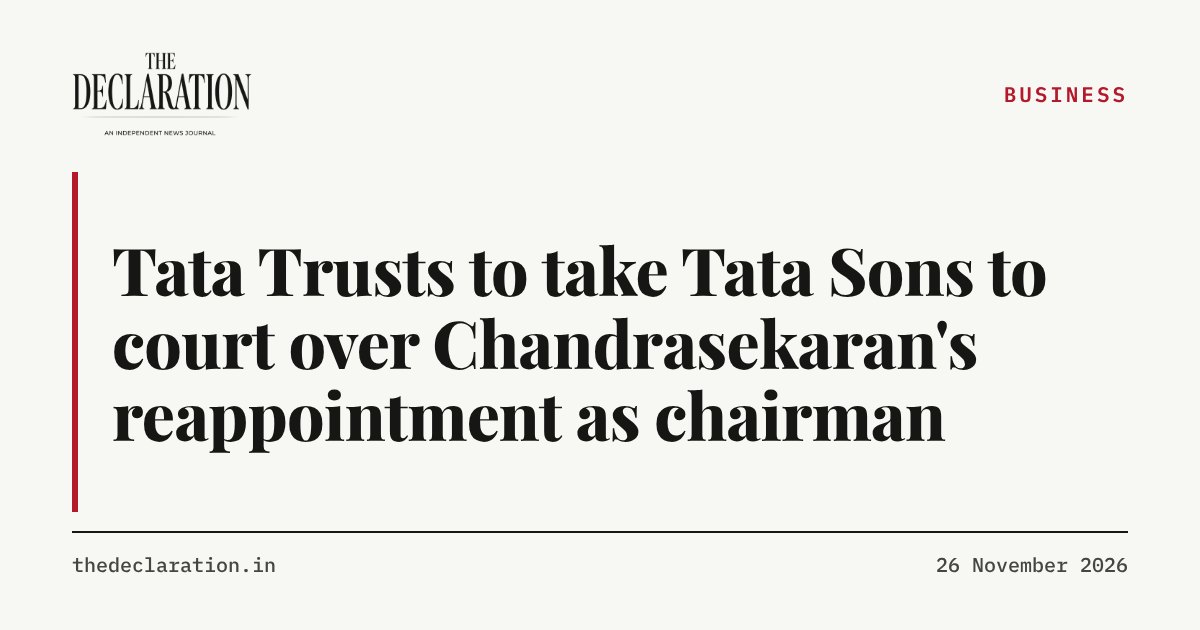 THE
DECLARATION
AN INDEPENDENT NEWS JOURNAL
BUSINESS
Tata Trusts to take Tata Sons to
court over Chandrasekaran's
reappointment as chairman
thedeclaration.in
26 November 2026